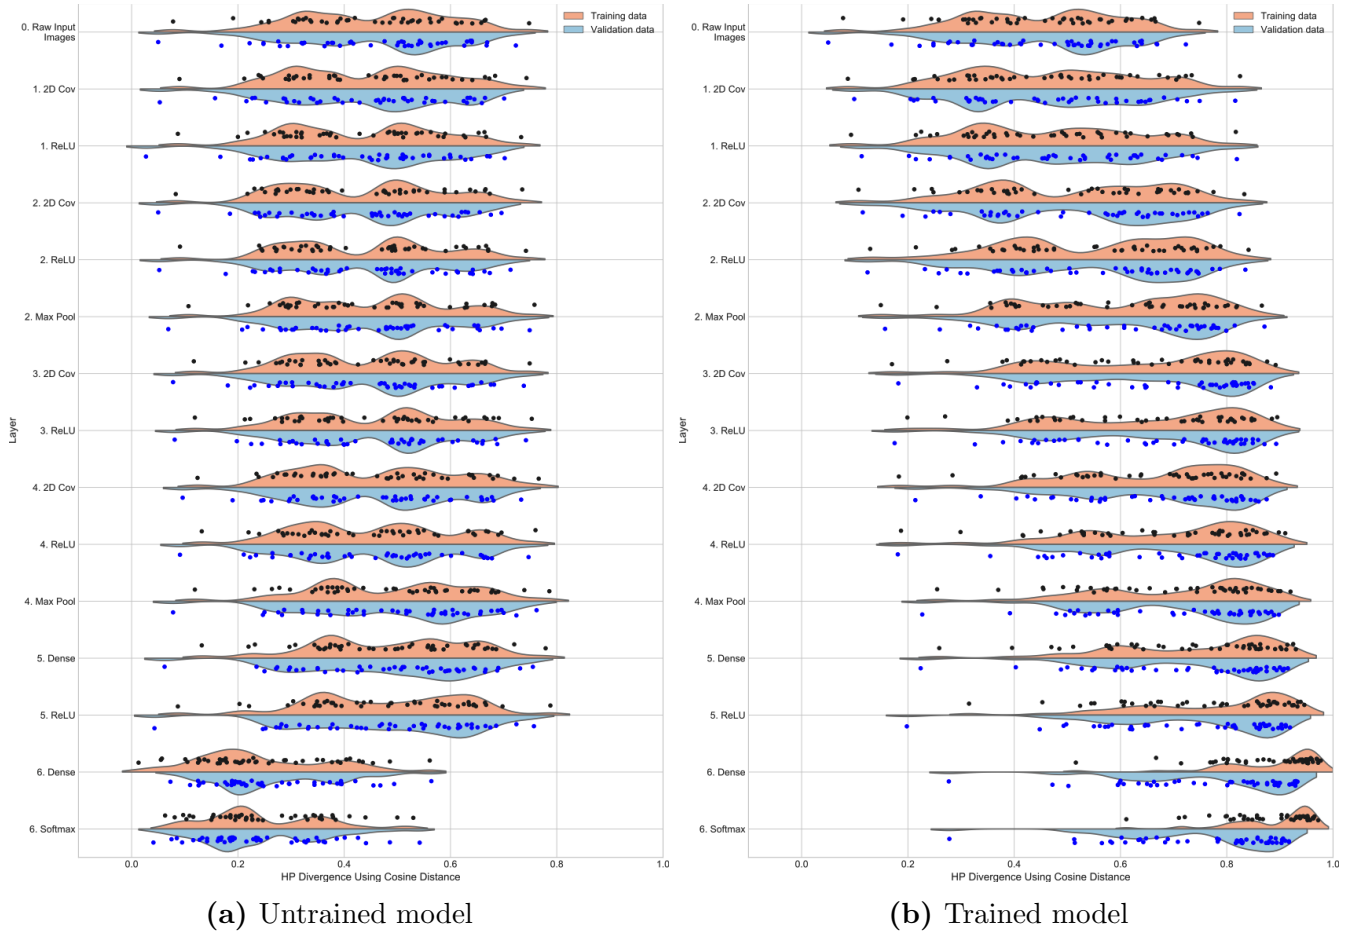 0. Raw Input
Images
1. 2D Cov
1. ReLU
2. 2D Cov
2. ReLU
2. Max Pool
3. 2D Cov
3. ReLU
4. 2D Cov
4. ReLU
4. Max Pool
5. Dense
5. ReLU
6. Dense
6. Softmax
Layer
Training data
Validation data
0.0 0.2 0.4 0.6 0.8 1.0
HP Divergence Using Cosine Distance
(a) Untrained model
0. Raw Input
Images
1. 2D Cov
1. ReLU
2. 2D Cov
2. ReLU
2. Max Pool
3. 2D Cov
3. ReLU
4. 2D Cov
4. ReLU
4. Max Pool
5. Dense
5. ReLU
6. Dense
6. Softmax
Layer
Training data
Validation data
0.0 0.2 0.4 0.6 0.8 1.0
HP Divergence Using Cosine Distance
(b) Trained model